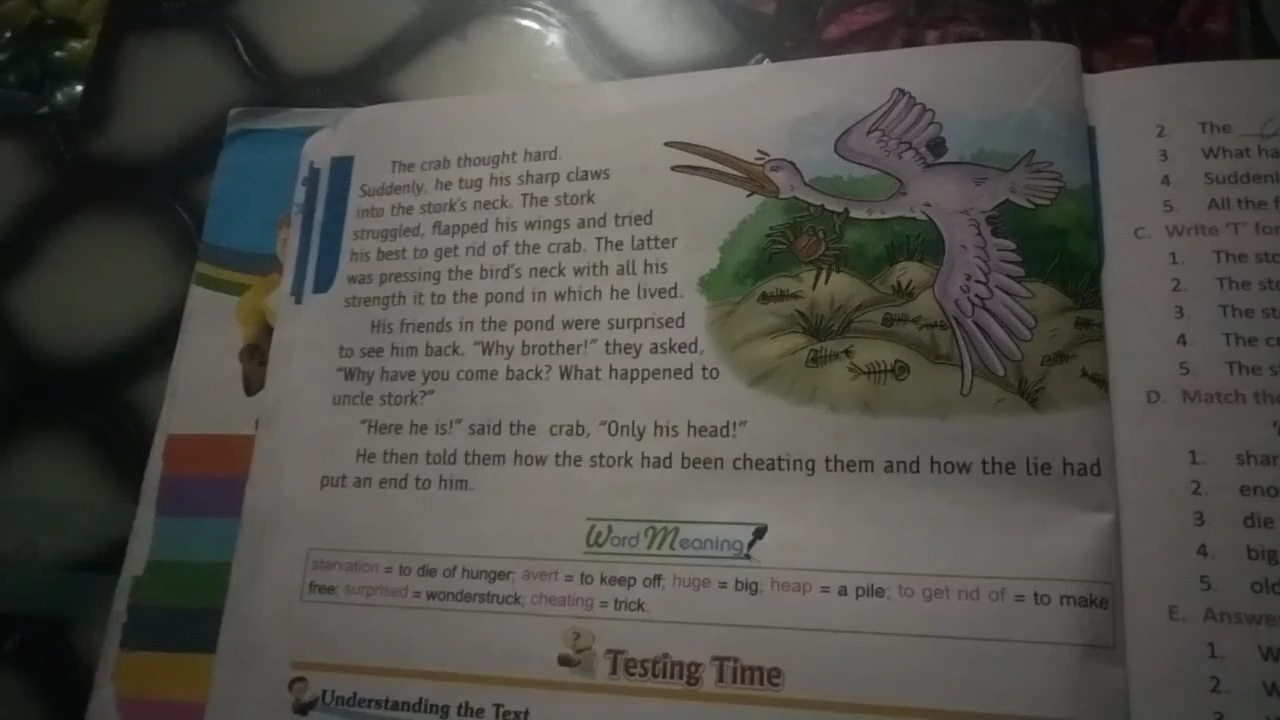 The crab thought hard.
Suddenly, he tug his sharp claws
into the stork's neck. The stork
struggled, flapped his wings and tried
his best to get rid of the crab. The latter
was pressing the bird's neck with all his
strength it to the pond in which he lived.
His friends in the pond were surprised
to see him back. "Why brother!" they asked,
"Why have you come back? What happened to
uncle stork?"
"Here he is!" said the crab, "Only his head!"
He then told them how the stork had been cheating them and how the lie had
put an end to him.
Word Meaning
starvation = to die of hunger; avert = to keep off; huge = big; heap = a pile; to get rid of = to make
free; surprised = wonderstruck; cheating = trick.
? Testing Time
Understanding the Text
2 The
3. What ha
4 Suddenl
5. All the f
C. Write 'T' for
1. The sto
2. The sto
3. The st
4 The cr
5 The s
D. Match the
1. shar
2. eno
3. die
4. big
5. old
E. Answe
1. W
2. W